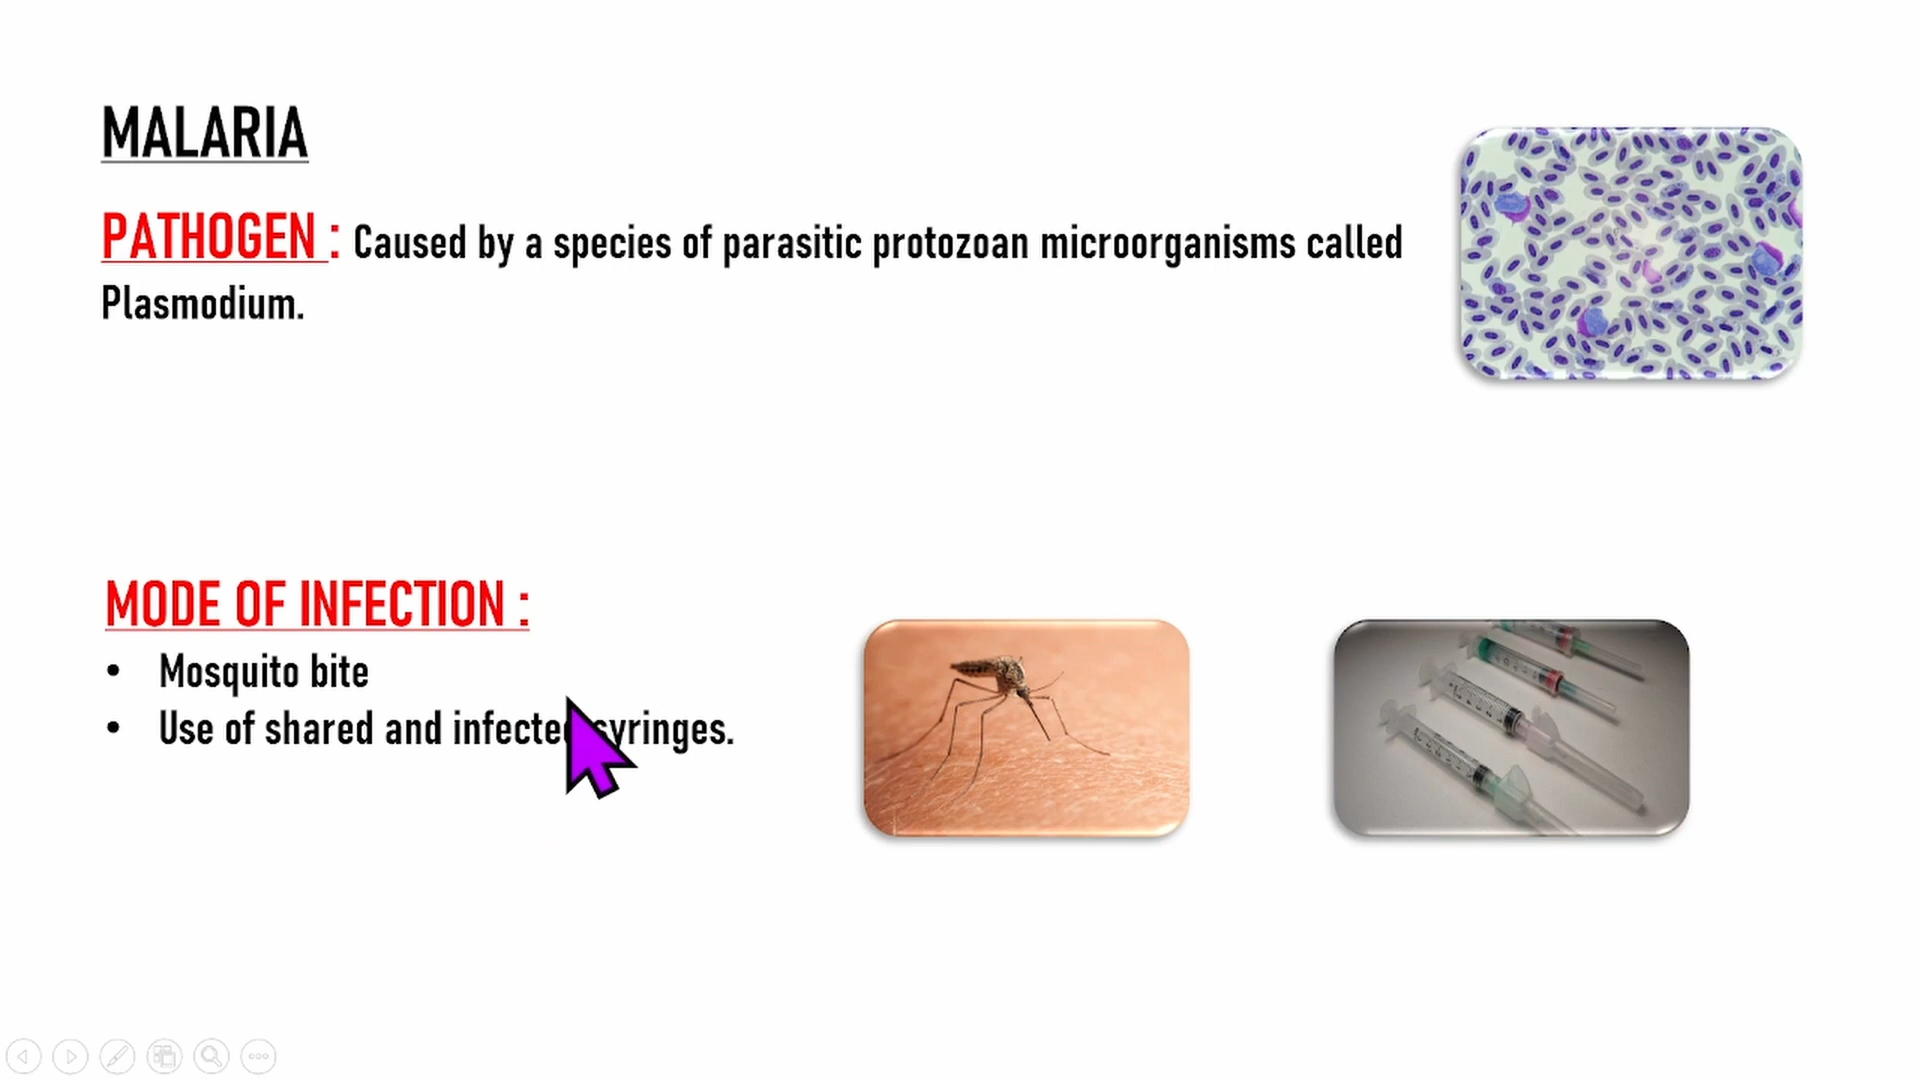 MALARIA
PATHOGEN : Caused by a species of parasitic protozoan microorganisms called
Plasmodium.
MODE OF INFECTION :
• Mosquito bite
• Use of shared and infected syringes.